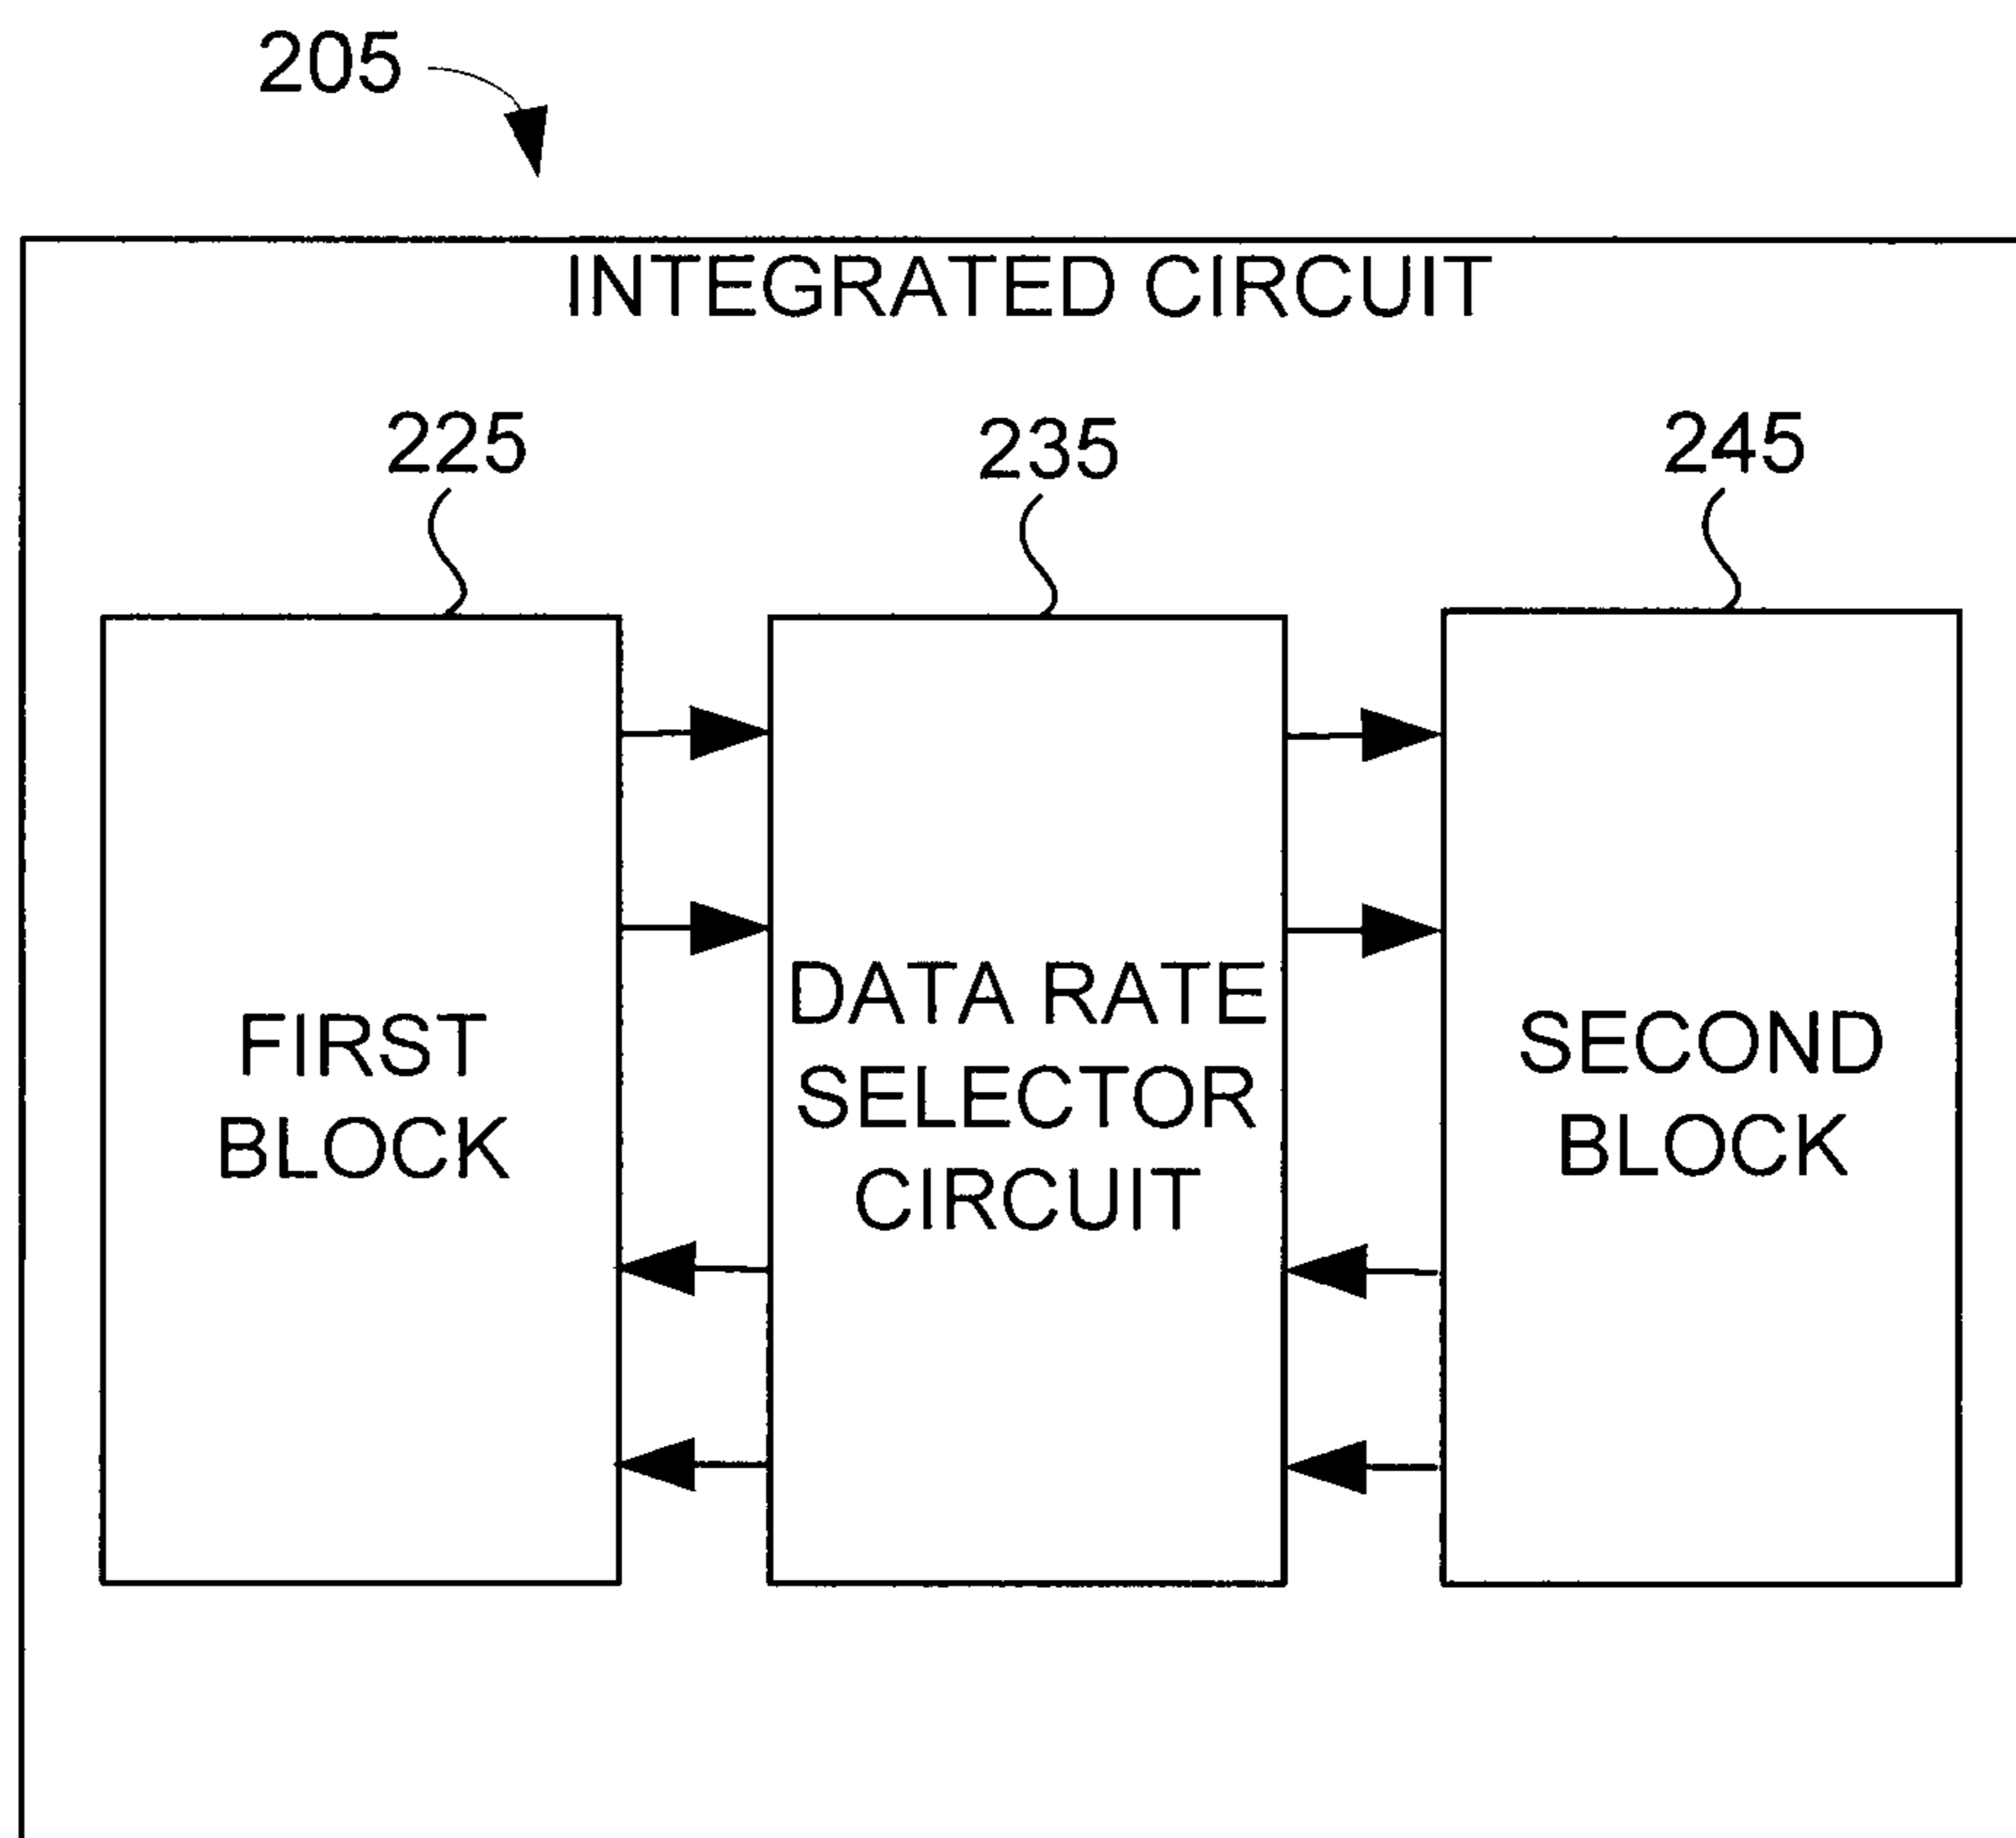 205
INTEGRATED CIRCUIT
225
235
245
FIRST
BLOCK
DATA RATE
SELECTOR
CIRCUIT
SECOND
BLOCK